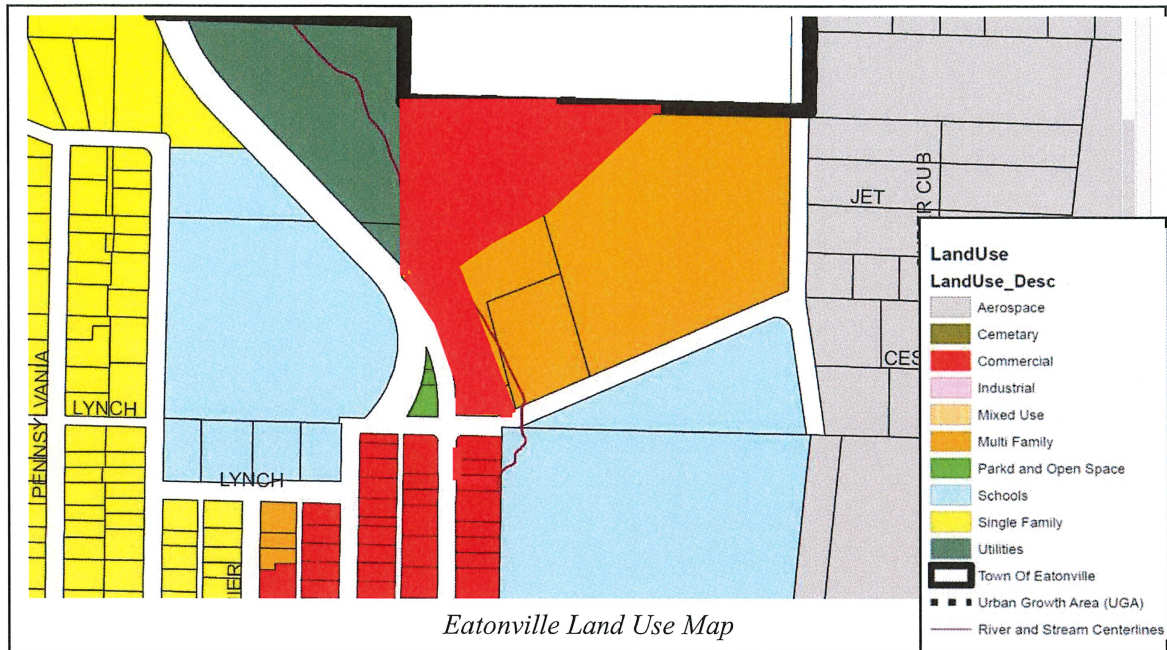 JET
R CUB
CES
PENNSYLVANIA
LYNCH
LYNCH
IER
LandUse
LandUse_Desc
Aerospace
Cemetary
Commercial
Industrial
Mixed Use
Multi Family
Parkd and Open Space
Schools
Single Family
Utilities
Town Of Eatonville
Urban Growth Area (UGA)
River and Stream Centerlines
Eatonville Land Use Map